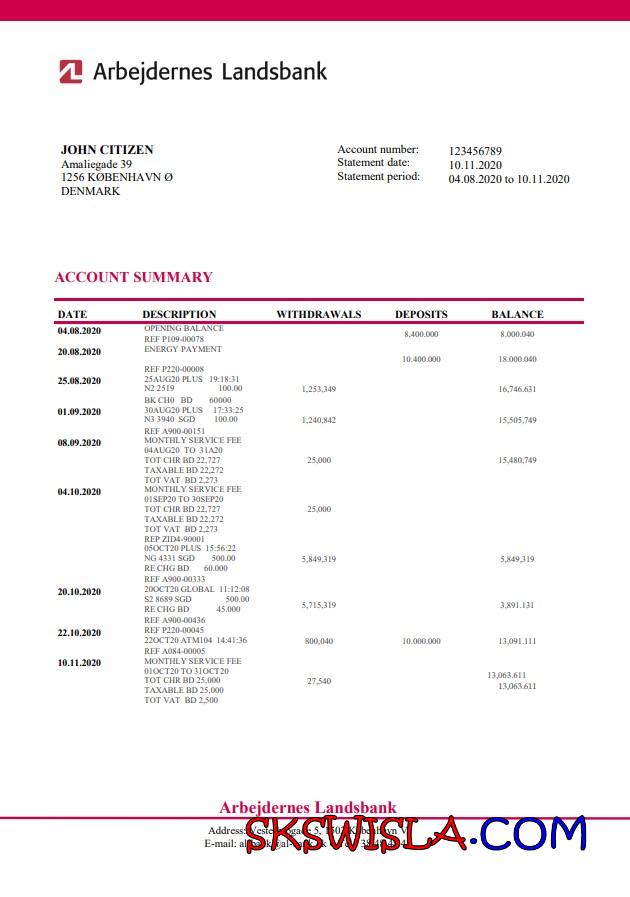 Arbejdernes Landsbank
JOHN CITIZEN
Amaliegade 39
1256 KØBENHAVN Ø
DENMARK
Account number: 123456789
Statement date: 10.11.2020
Statement period: 04.08.2020 to 10.11.2020
ACCOUNT SUMMARY
DATE DESCRIPTION WITHDRAWALS DEPOSITS BALANCE
04.08.2020 OPENING BALANCE
REF P109-00078 8,400.000 8.000.040
20.08.2020 ENERGY PAYMENT
10.400.000 18.000.040
REF P220-00008
25.08.2020 25AUG20 PLUS 19:18:31
N2 2519 100.00 1,253,349 16,746.631
BK CH0 BD 60000
01.09.2020 30AUG20 PLUS 17:33:25
N3 3940 SGD 100.00 1,240,842 15,505,749
REF A900-00151
08.09.2020 MONTHLY SERVICE FEE
04AUG20 TO 31A20
TOT CHR BD 22,727 25,000 15,480,749
TAXABLE BD 22,272
TOT VAT BD 2,273
04.10.2020 MONTHLY SERVICE FEE
01SEP20 TO 30SEP20
TOT CHR BD 22,727 25,000
TAXABLE BD 22,272
TOT VAT BD 2,273
REP ZID4-90001
05OCT20 PLUS 15:56:22
NG 4331 SGD 500.00 5,849,319 5,849,319
RE CHG BD 60.000
REF A900-00333
20.10.2020 20OCT20 GLOBAL 11:12:08
S2 8689 SGD 500.00
RE CHG BD 45.000 5,715,319 3,891.131
REF A900-00436
22.10.2020 REF P220-00045
22OCT20 ATM104 14:41:36 800,040 10.000.000 13,091.111
REF A084-00005
10.11.2020 MONTHLY SERVICE FEE
01OCT20 TO 31OCT20 13,063.611
TOT CHR BD 25,000 27,540
TAXABLE BD 25,000 13,063.611
TOT VAT BD 2,500
Arbejdernes Landsbank
Address: 5,
E-mail:
SKSWISLA.COM